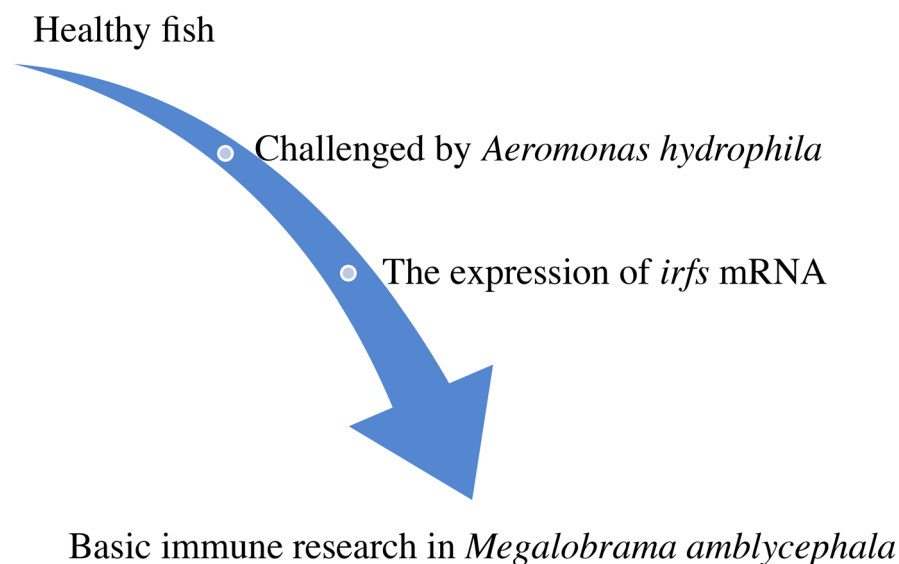 Healthy fish
Challenged by Aeromonas hydrophila
The expression of irfs mRNA
Basic immune research in Megalobrama amblycephala